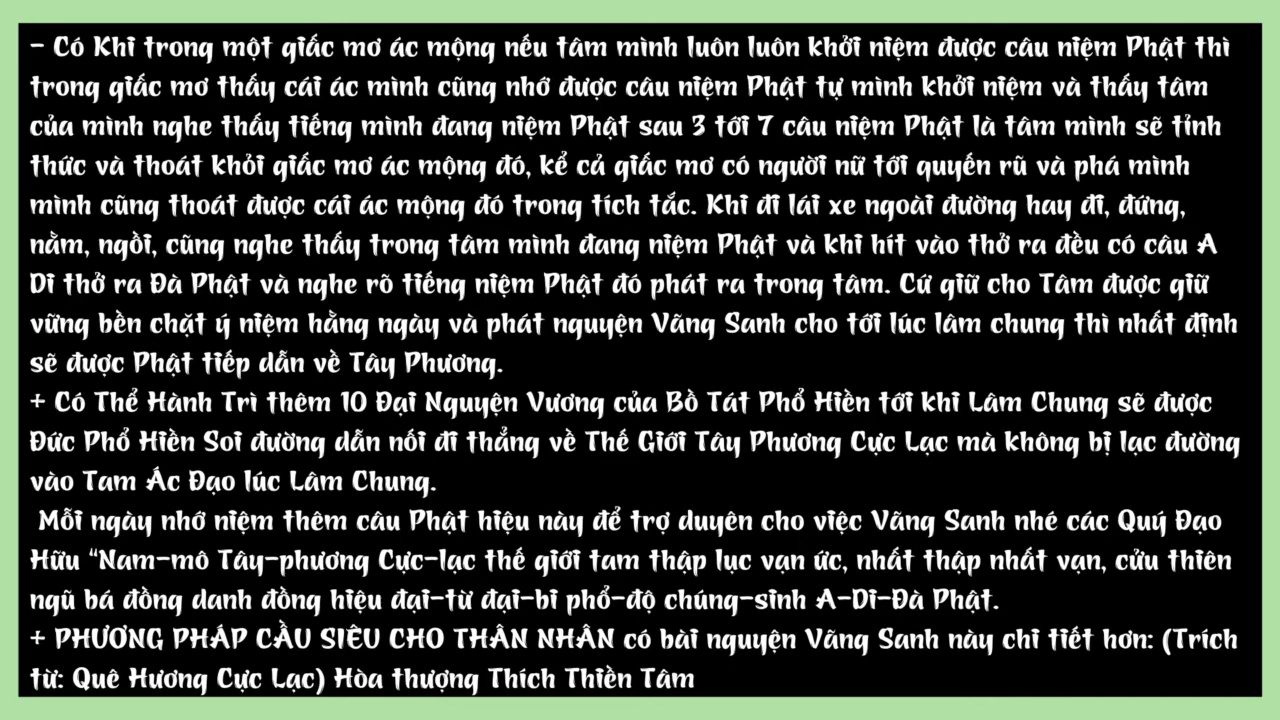 - Có Khi trong một giấc mơ ác mộng nếu tâm mình luôn luôn khởi niệm được câu niệm Phật thì
trong giấc mơ thấy cái ác mình cũng nhớ được câu niệm Phật tự mình khởi niệm và thấy tâm
của mình nghe thấy tiếng mình đang niệm Phật sau 3 tới 7 câu niệm Phật là tâm mình sẽ tỉnh
thức và thoát khỏi giấc mơ ác mộng đó, kể cả giấc mơ có người nữ tới quyến rũ và phá mình
mình cũng thoát được cái ác mộng đó trong tích tắc. Khi đi lái xe ngoài đường hay đi, đứng,
nằm, ngồi, cũng nghe thấy trong tâm mình đang niệm Phật và khi hít vào thở ra đều có câu A
Di thở ra Đà Phật và nghe rõ tiếng niệm Phật đó phát ra trong tâm. Cứ giữ cho Tâm được giữ
vững bền chặt ý niệm hằng ngày và phát nguyện Vãng Sanh cho tới lúc lâm chung thì nhất định
sẽ được Phật tiếp dẫn về Tây Phương.
+ Có Thể Hành Trì thêm 10 Đại Nguyện Vương của Bồ Tát Phổ Hiền tới khi Lâm Chung sẽ được
Đức Phổ Hiền Soi đường dẫn nối đi thẳng về Thế Giới Tây Phương Cực Lạc mà không bị lạc đường
vào Tam Ác Đạo lúc Lâm Chung.
Mỗi ngày nhớ niệm thêm câu Phật hiệu này để trợ duyên cho việc Vãng Sanh nhé các Quý Đạo
Hữu "Nam-mô Tây-phương Cực-lạc thế giới tam thập lục vạn ức, nhất thập nhất vạn, cửu thiên
ngũ bá đồng danh đồng hiệu đại-từ đại-bi phổ-độ chúng-sinh A-Di-Đà Phật.
+ PHƯƠNG PHÁP CẦU SIÊU CHO THÂN NHÂN có bài nguyện Vãng Sanh này chi tiết hơn: (Trích
từ: Quê Hương Cực Lạc) Hòa thượng Thích Thiền Tâm